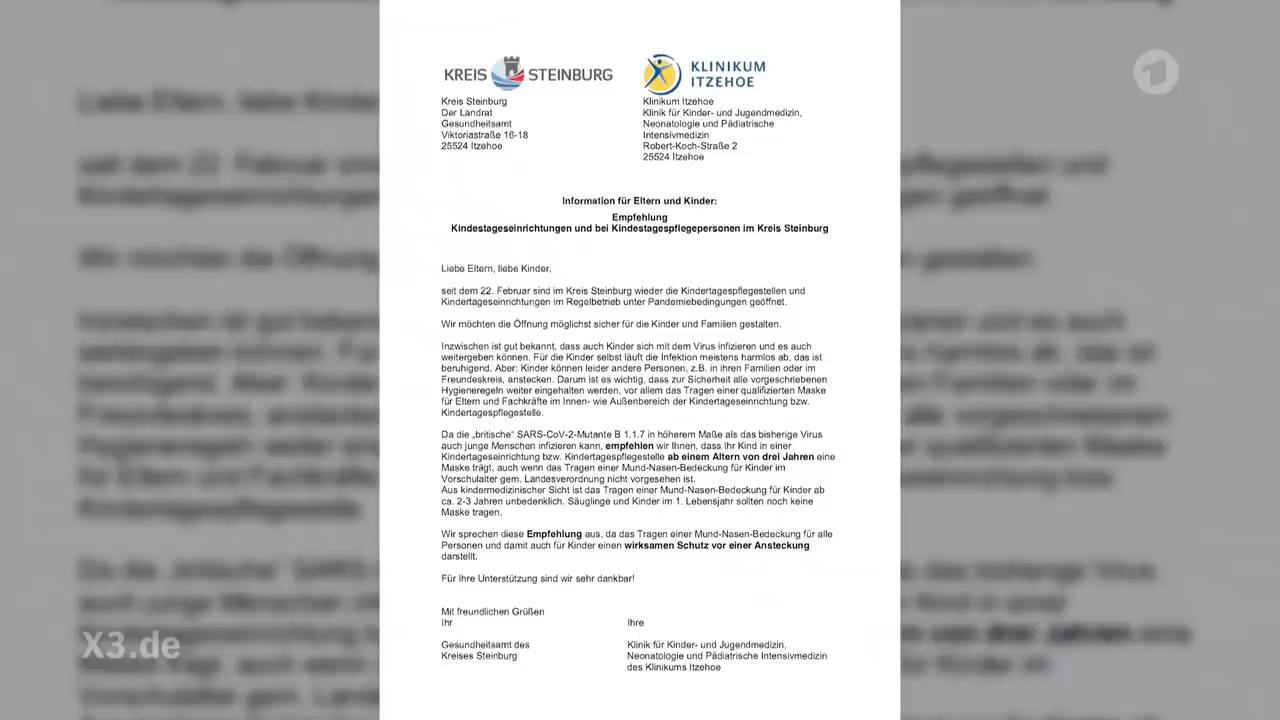 KREIS STEINBURG
KLINIKUM
ITZEHOE
Kreis Steinburg
Der Landrat
Gesundheitsamt
Viktoriastraße 16-18
25524 Itzehoe
Klinikum Itzehoe
Klinik für Kinder- und Jugendmedizin,
Neonatologie und Pädiatrische
Intensivmedizin
Robert-Koch-Straße 2
25524 Itzehoe
Information für Eltern und Kinder:
Empfehlung
Kindestageseinrichtungen und bei Kindestagespflegepersonen im Kreis Steinburg
Liebe Eltern, liebe Kinder,
seit dem 22. Februar sind im Kreis Steinburg wieder die Kindertagespflegestellen und
Kindertageseinrichtungen im Regelbetrieb unter Pandemiebedingungen geöffnet.
Wir möchten die Öffnung möglichst sicher für die Kinder und Familien gestalten.
Inzwischen ist gut bekannt, dass auch Kinder sich mit dem Virus infizieren und es auch
weitergeben können. Für die Kinder selbst läuft die Infektion meistens harmlos ab, das ist
beruhigend. Aber: Kinder können leider andere Personen, z.B. in ihren Familien oder im
Freundeskreis, anstecken. Darum ist es wichtig, dass zur Sicherheit alle vorgeschriebenen
Hygieneregeln weiter eingehalten werden, vor allem das Tragen einer qualifizierten Maske
für Eltern und Fachkräfte im Innen- wie Außenbereich der Kindertageseinrichtung bzw.
Kindertagespflegestelle.
Da die „britische" SARS-CoV-2-Mutante B 1.1.7 in höherem Maße als das bisherige Virus
auch junge Menschen infizieren kann, empfehlen wir Ihnen, dass Ihr Kind in einer
Kindertageseinrichtung bzw. Kindertagespflegestelle ab einem Altern von drei Jahren eine
Maske trägt, auch wenn das Tragen einer Mund-Nasen-Bedeckung für Kinder im
Vorschulalter gem. Landesverordnung nicht vorgesehen ist.
Aus kindermedizinischer Sicht ist das Tragen einer Mund-Nasen-Bedeckung für Kinder ab
ca. 2-3 Jahren unbedenklich. Säuglinge und Kinder im 1. Lebensjahr sollten noch keine
Maske tragen.
Wir sprechen diese Empfehlung aus, da das Tragen einer Mund-Nasen-Bedeckung für alle
Personen und damit auch für Kinder einen wirksamen Schutz vor einer Ansteckung
darstellt.
Für Ihre Unterstützung sind wir sehr dankbar!
Mit freundlichen Grüßen
Ihr
Ihre
Gesundheitsamt des
Kreises Steinburg
Klinik für Kinder- und Jugendmedizin,
Neonatologie und Pädiatrische Intensivmedizin
des Klinikums Itzehoe
X3.de
1